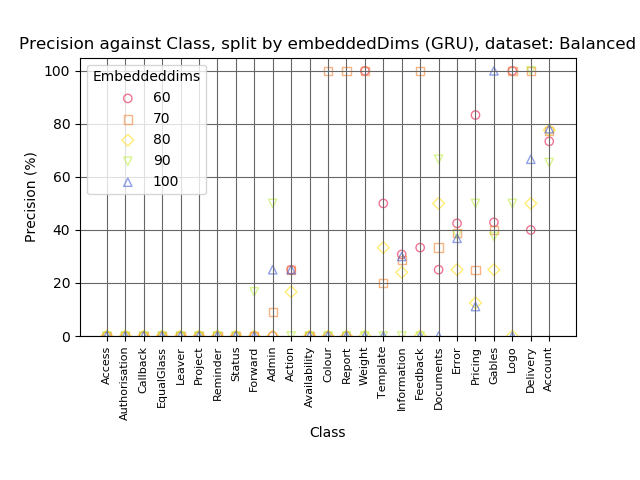 Precision against Class, split by embeddedDims (GRU), dataset: Balanced
Embeddeddims
60
70
80
90
100
Precision (%)
100
80
60
40
20
0
Access
Authorisation
Callback
EqualGlass
Leaver
Project
Reminder
Status
Forward
Admin
Action
Availability
Colour
Report
Weight
Template
Information
Feedback
Documents
Error
Pricing
Gables
Logo
Delivery
Account
Class